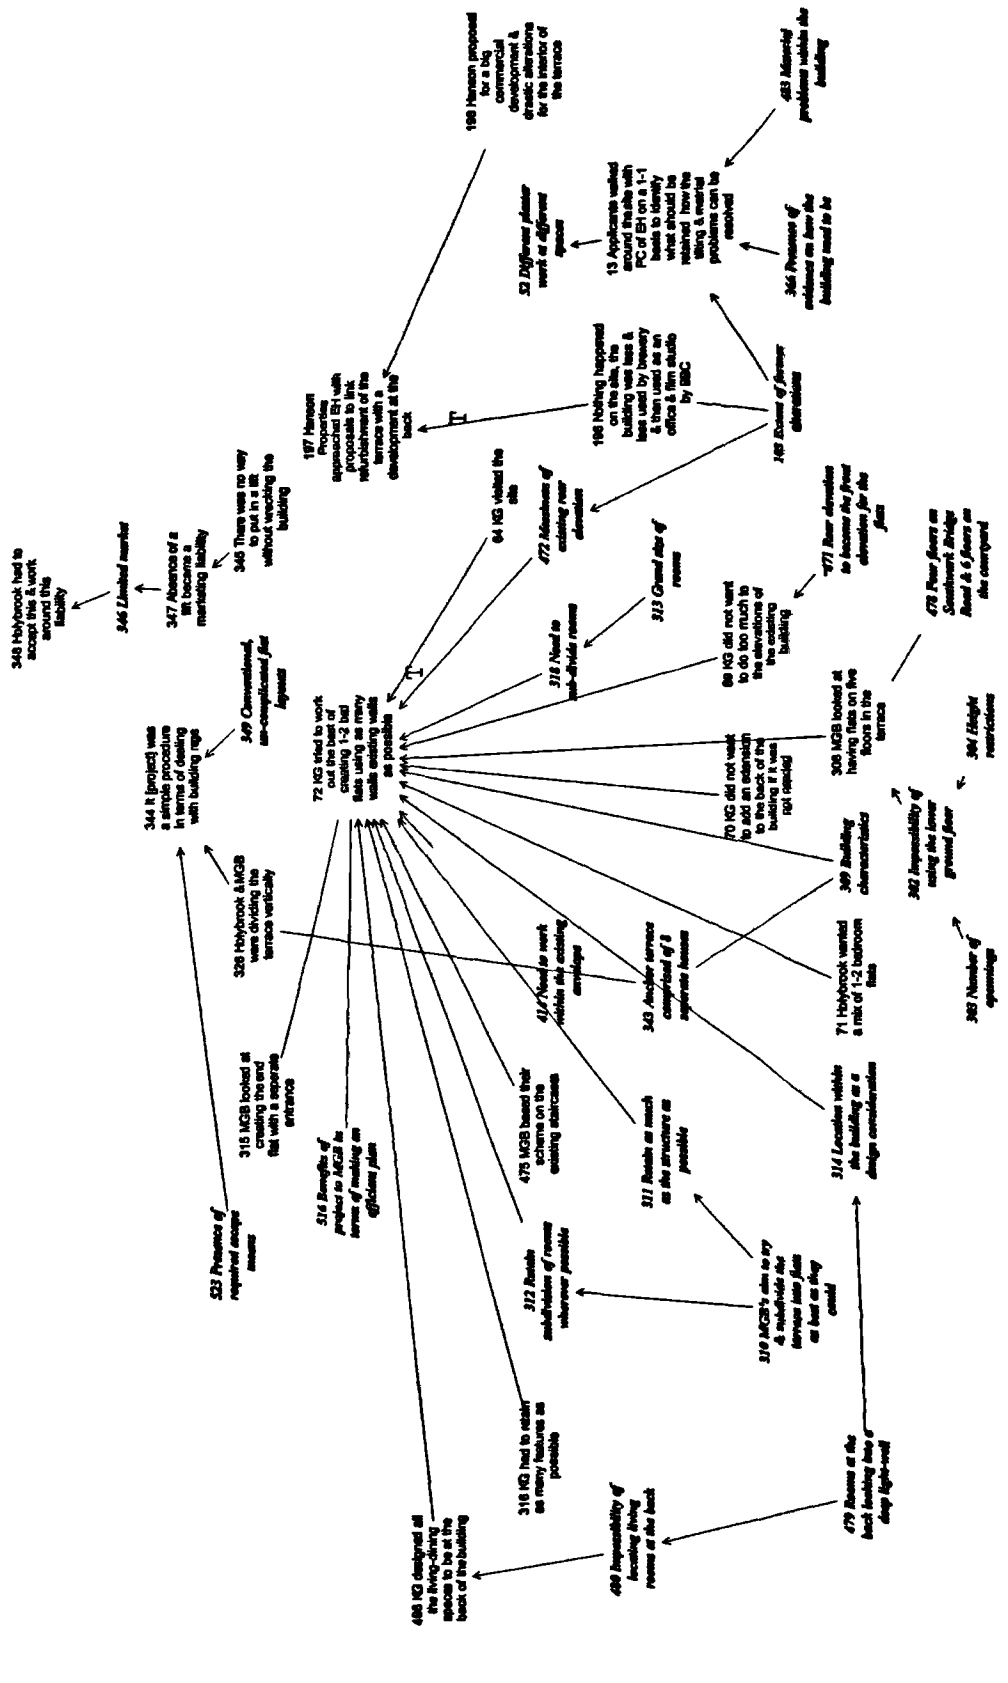 348 Holybrook had to
accept this & work
around this
liability
346 Limited market
347 Absence of a
lift became a
marketing liability
345 There was no way
to put in a lift
without wrecking the
building
349 Conventional,
un-complicated flat
layouts
344 It [project] was
a simple procedure
in terms of dealing
with building regs
326 Holybrook & MGB
were dividing the
terrace vertically
523 Presence of
required escape
means
315 MGB looked at
creating the end
flat with a seperate
entrance
316 Benefits of
project to MGB in
terms of making an
efficient plan
72 KG tried to work
out the best of
creating 1-2 bed
flats using as many
walls existing walls
as possible
T
197 Hanson
Properties
approached EH with
proposals to link
refurbishment of the
terrace with a
development at the
back
T
198 Hanson proposed
for a big
commercial
development &
drastic alterations
for the interior of
the terrace
64 KG visited the
site
472 Messiness of
existing rear
elevation
318 Need to
sub-divide rooms
313 Grand size of
rooms
52 Different planer
work at different
spaces
196 Nothing happened
on the site, the
building was less &
less used by brewery
& then used as an
office & film studio
by BBC
13 Applicants walked
around the site with
PC of EH on a 1-1
basis to identify
what should be
retained how the
tilting &
problems can be
resolved
483 Material
problems within the
building
366 Presence of
evidence on how the
building used to be
165 Extent of former
alterations
471 Rear elevation
to become the front
elevation for the
flats
69 KG did not want
to do too much to
the elevations of
the existing
building
478 Four floors on
Southwark Bridge
Road & 6 floors on
the courtyard
306 MGB looked at
having flats on five
floors in the
terrace
70 KG did not want
to add an extension
to the back of the
building if it was
not needed
304 Height
restrictions
302 Impossibility of
using the lower
ground floor
303 Number of
openings
309 Building
characteristics
71 Holybrook wanted
a mix of 1-2 bedroom
flats
343 Anchor terrace
comprised of 8
separate houses
414 Need to work
within the existing
envelope
314 Location within
the building as a
design consideration
475 MGB based their
scheme on the
existing staircases
311 Retain as much
as the structure as
possible
312 Retain
subdivision of rooms
wherever possible
310 MGB's aim to try
& subdivide the
terrace into flats
as best as they
could
316 KG had to retain
as many features as
possible
486 KG designed all
the living-dining
spaces to be at the
back of the building
480 Impossibility of
locating living
rooms at the back
479 Rooms at the
back looking into a
deep light-well